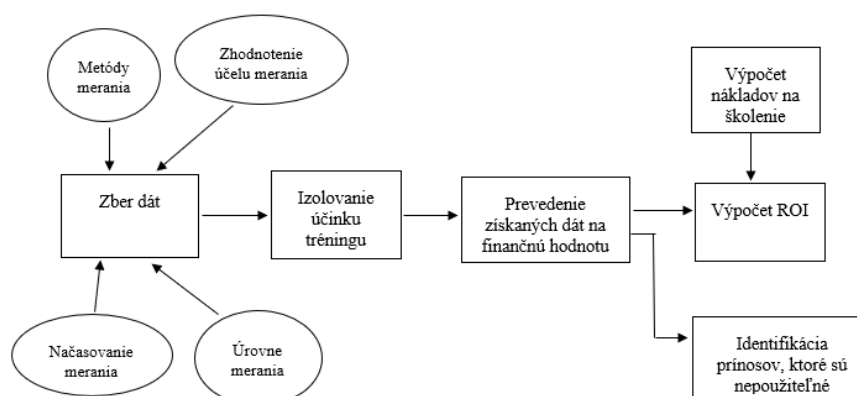 Metódy
merania
Zhodnotenie
účelu merania
Výpočet
nákladov na
školenie
Zber dát
Izolovanie
účinku
tréningu
Prevedenie
získaných dát na
finančnú hodnotu
Výpočet ROI
Načasovanie
merania
Úrovne
merania
Identifikácia
prínosov, ktoré sú
nepoužiteľné